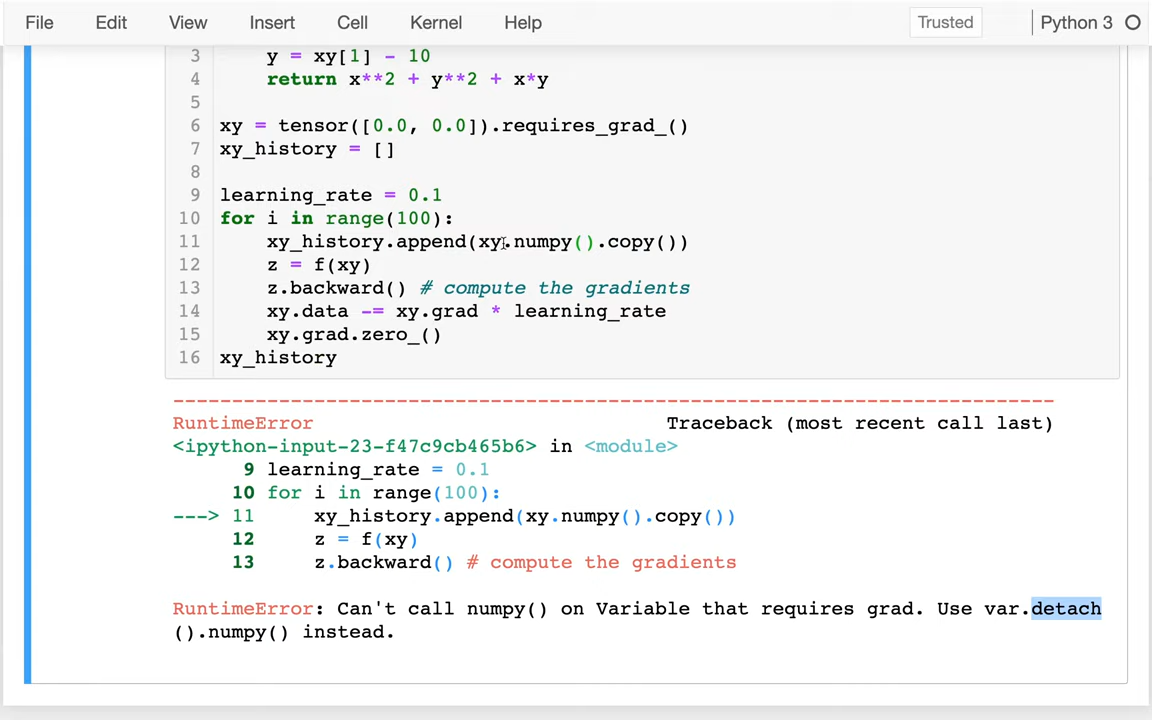 File Edit View Insert Cell Kernel Help Trusted Python 3
3 y = xy[1] - 10
4 return x**2 + y**2 + x*y
5
6 xy = tensor([0.0, 0.0]).requires_grad_()
7 xy_history = []
8
9 learning_rate = 0.1
10 for i in range(100):
11 xy_history.append(xy.numpy().copy())
12 z = f(xy)
13 z.backward() # compute the gradients
14 xy.data -= xy.grad * learning_rate
15 xy.grad.zero_()
16 xy_history
---------------------------------------------------------------------------
RuntimeError Traceback (most recent call last)
<ipython-input-23-f47c9cb465b6> in <module>
9 learning_rate = 0.1
10 for i in range(100):
---> 11 xy_history.append(xy.numpy().copy())
12 z = f(xy)
13 z.backward() # compute the gradients
RuntimeError: Can't call numpy() on Variable that requires grad. Use var.detach
().numpy() instead.